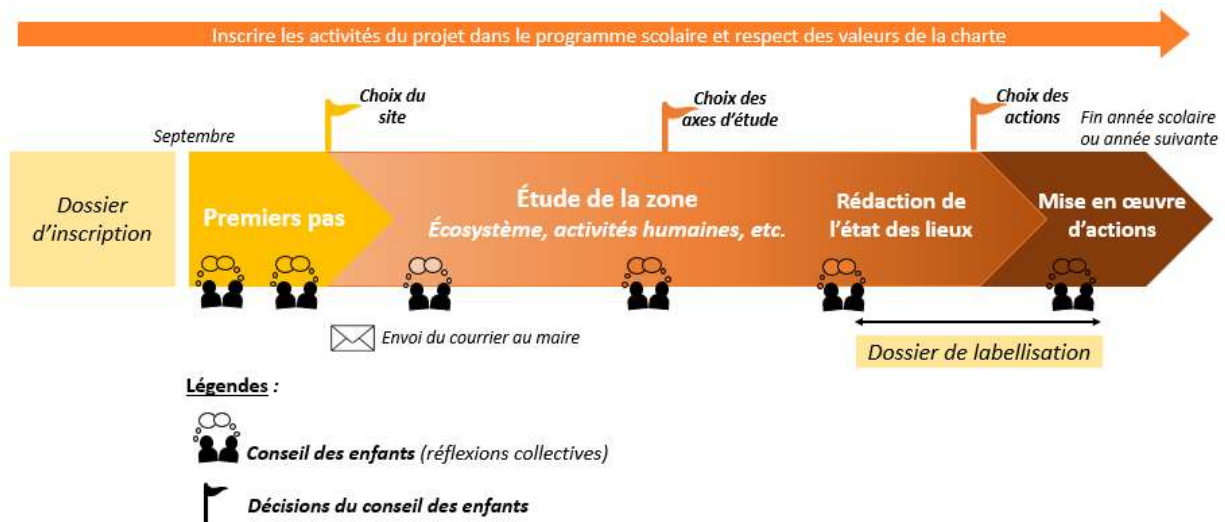 Inscrire les activités du projet dans le programme scolaire et respect des valeurs de la charte
Choix du
site
Choix des
axes d'étude
Choix des
actions
Septembre
Fin année scolaire
ou année suivante
Dossier
d'inscription
Premiers pas
Étude de la zone
Écosystème, activités humaines, etc.
Rédaction de
l'état des lieux
Mise en œuvre
d'actions
Envoi du courrier au maire
Dossier de labellisation
Légendes :
Conseil des enfants (réflexions collectives)
Décisions du conseil des enfants